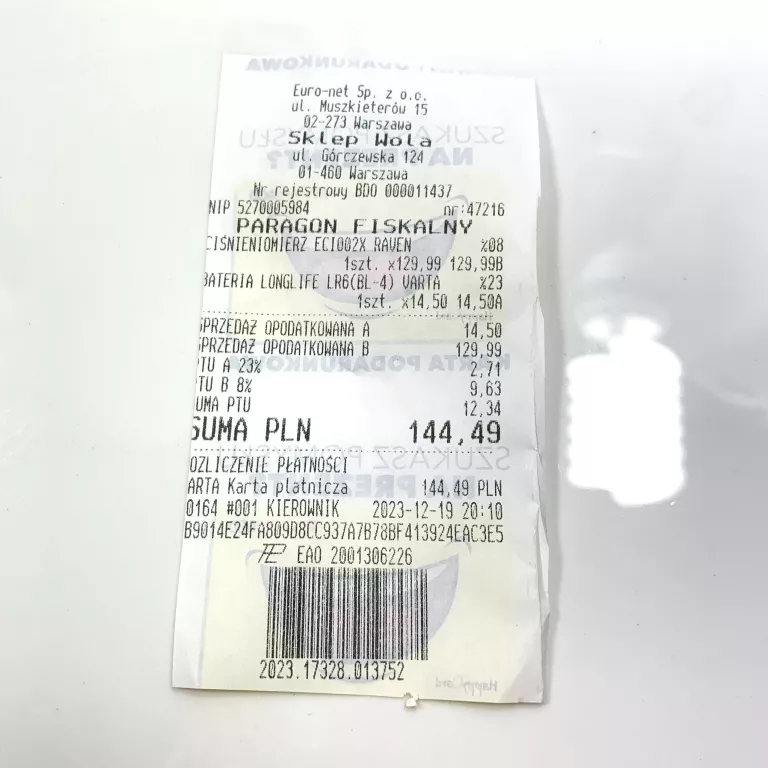 Euro-net Sp. z o.o.
ul. Muszkieterów 15
02-273 Warszawa
Sklep Wola
ul. Górczewska 124
01-460 Warszawa
Nr rejestrowy BDO 000011437
NIP 5270005984 nr:47216
PARAGON FISKALNY
CIŚNIENIOMIERZ ECI002X RAVEN %08
1szt. x129,99 129,99B
BATERIA LONGLIFE LR6(BL-4) VARTA %23
1szt. x14,50 14,50A
SPRZEDAŻ OPODATKOWANA A 14,50
SPRZEDAŻ OPODATKOWANA B 129,99
PTU A 23% 2,71
PTU B 8% 9,63
SUMA PTU 12,34
SUMA PLN 144,49
ROZLICZENIE PŁATNOŚCI
KARTA Karta płatnicza 144,49 PLN
0164 #001 KIEROWNIK 2023-12-19 20:10
B9014E24FA809D8CC937A7B78BF413924EAC3E5
EAO 2001306226
2023.17328.013752